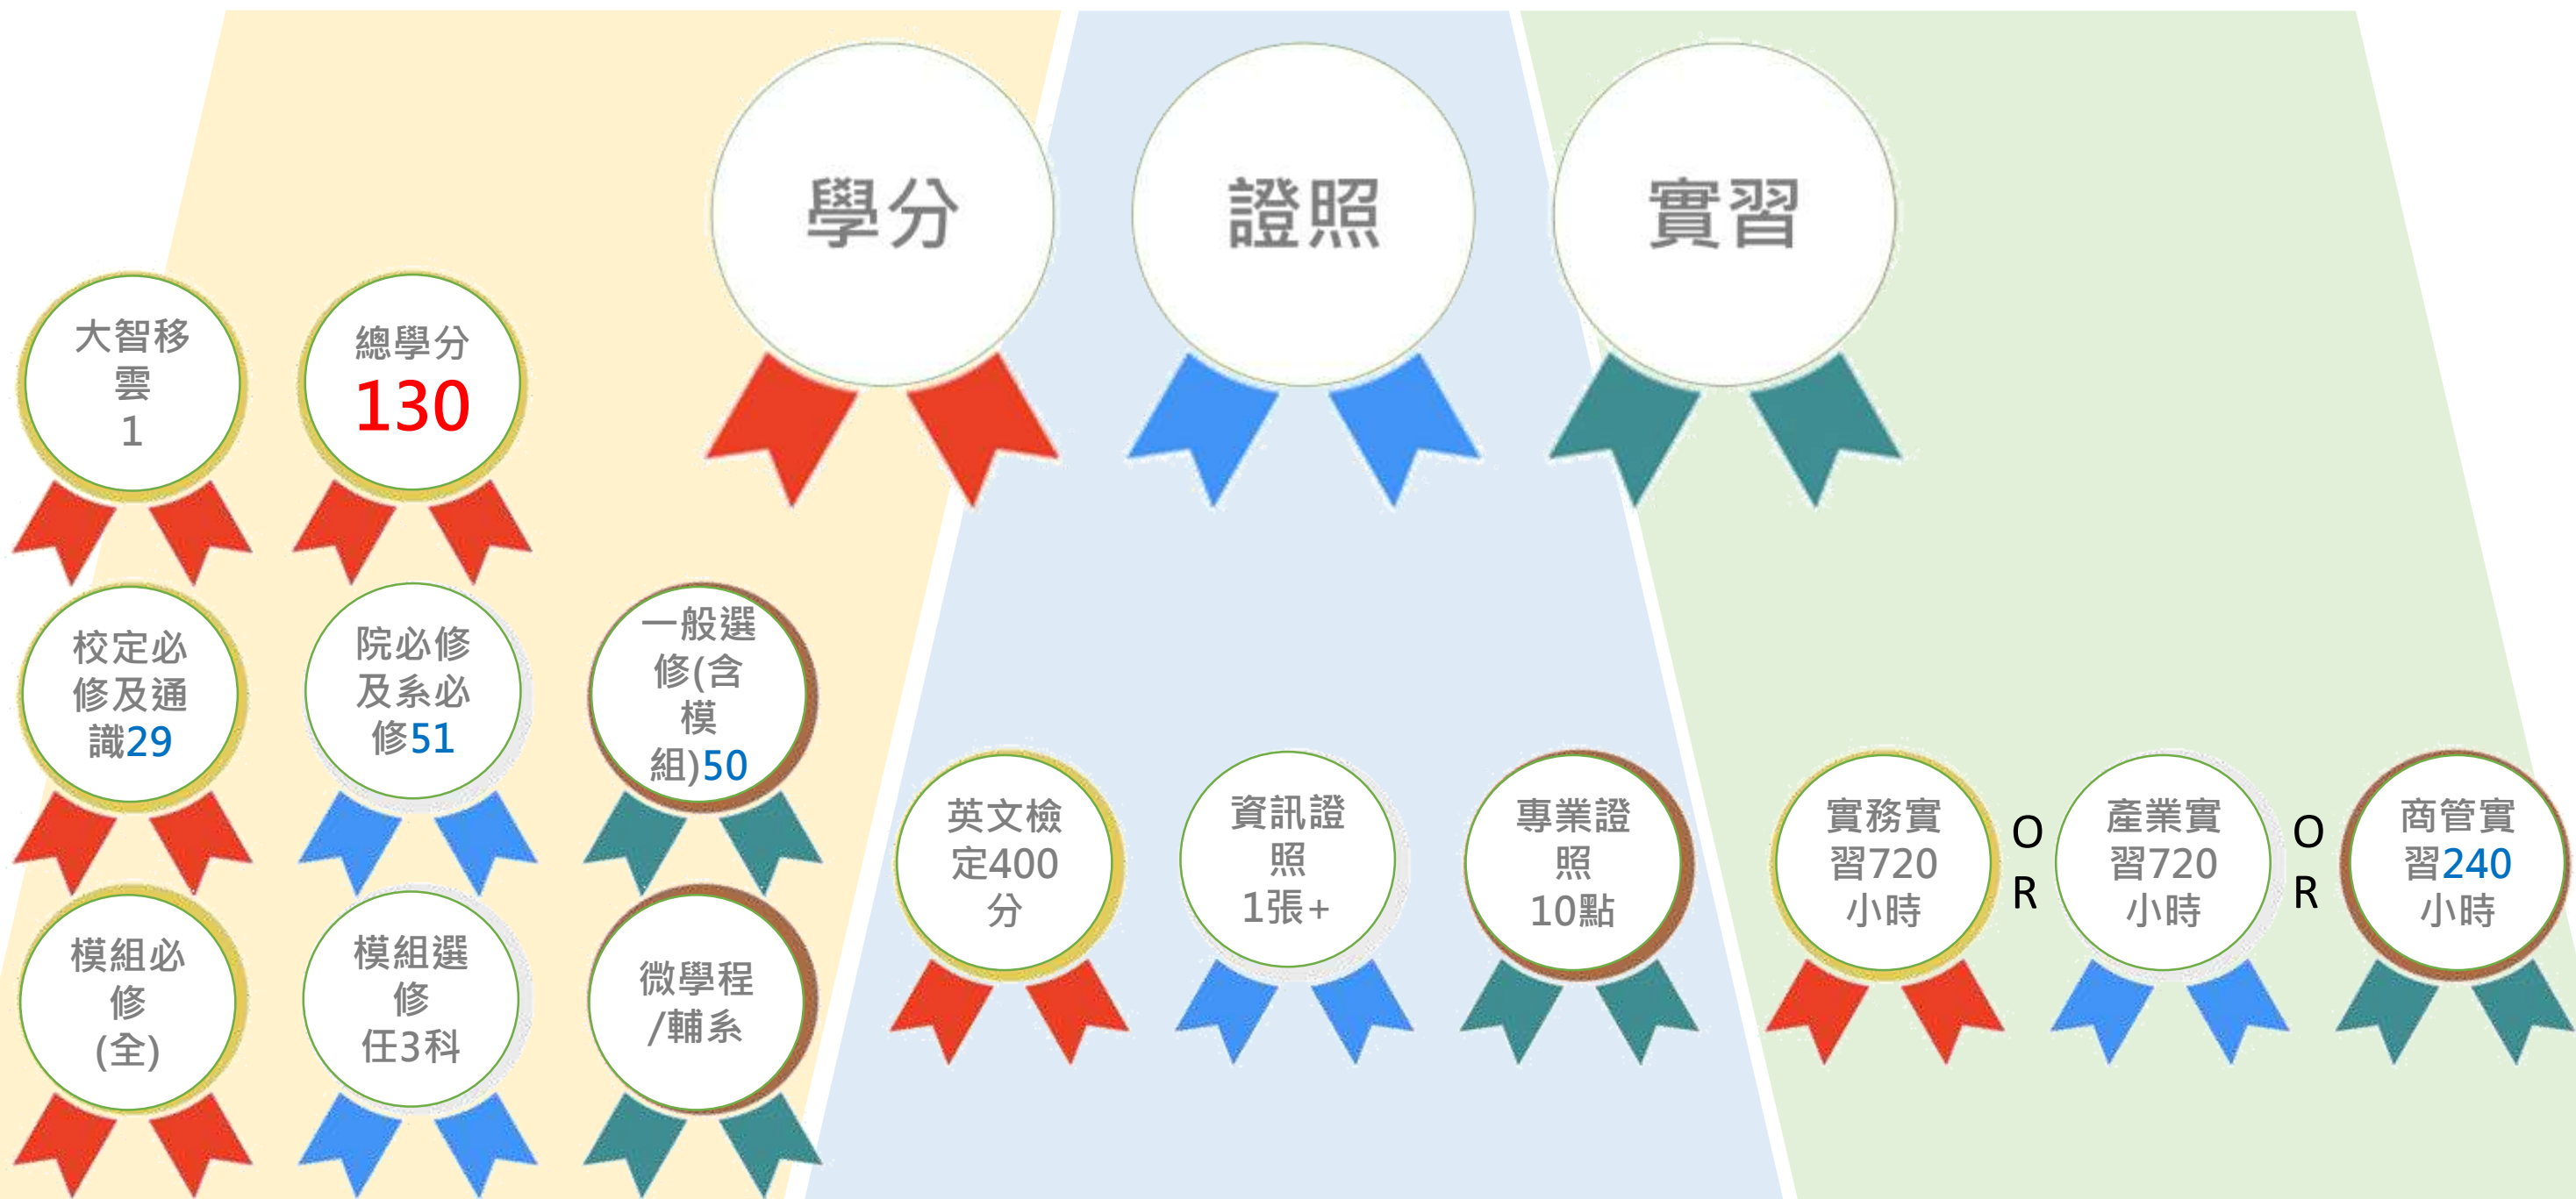 學分
證照
實習
大智移
雲
1
總學分
130
校定必
修及通
識29
院必修
及系必
修51
一般選
修(含
模
組)50
模組必
修
(全)
模組選
修
任3科
微學程
/輔系
英文檢
定400
分
資訊證
照
1張+
專業證
照
10點
實務實
習720
小時
O
R
產業實
習720
小時
O
R
商管實
習240
小時